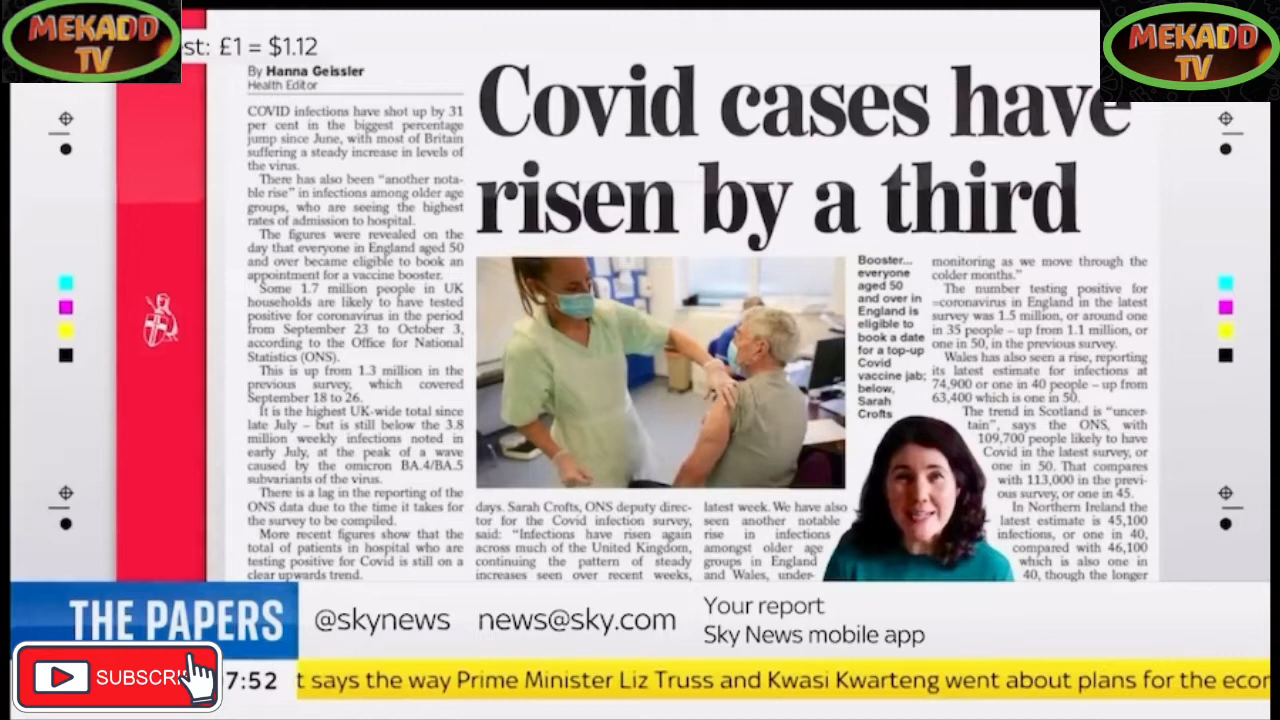 MEKADD
TV
MEKADD
TV
st: £1 = $1.12
By Hanna Geissler
Health Editor
COVID infections have shot up by 31
per cent in the biggest percentage
jump since June, with most of Britain
suffering a steady increase in levels of
the virus.
There has also been "another nota-
ble rise" in infections among older age
groups, who are seeing the highest
rates of admission to hospital.
The figures were revealed on the
day that everyone in England aged 50
and over became eligible to book an
appointment for a vaccine booster.
Some 1.7 million people in UK
households are likely to have tested
positive for coronavirus in the period
from September 23 to October 3,
according to the Office for National
Statistics (ONS).
This is up from 1.3 million in the
previous survey, which covered
September 18 to 26.
It is the highest UK-wide total since
late July – but is still below the 3.8
million weekly infections noted in
early July, at the peak of a wave
caused by the omicron BA.4/BA.5
subvariants of the virus.
There is a lag in the reporting of the
ONS data due to the time it takes for
the survey to be compiled.
More recent figures show that the
total of patients in hospital who are
testing positive for Covid is still on a
clear upwards trend.
Covid cases have
risen by a third
days. Sarah Crofts, ONS deputy direc-
tor for the Covid infection survey,
said: "Infections have risen again
across much of the United Kingdom,
continuing the pattern of steady
increases seen over recent weeks,
latest week. We have also
seen another notable
rise in infections
amongst older age
groups in England
and Wales, under-
Booster...
everyone
aged 50
and over in
England is
eligible to
book a date
for a top-up
Covid
vaccine jab;
below,
Sarah
Crofts
monitoring as we move through the
colder months."
The number testing positive for
=coronavirus in England in the latest
survey was 1.5 million, or around one
in 35 people – up from 1.1 million, or
one in 50, in the previous survey.
Wales has also seen a rise, reporting
its latest estimate for infections at
74,900 or one in 40 people – up from
63,400 which is one in 50.
The trend in Scotland is "uncer-
tain", says the ONS, with
109,700 people likely to have
Covid in the latest survey, or
one in 50. That compares
with 113,000 in the previ-
ous survey, or one in 45.
In Northern Ireland the
latest estimate is 45,100
infections, or one in 40,
compared with 46,100
which is also one in
40, though the longer
THE PAPERS
@skynews news@sky.com
Your report
Sky News mobile app
SUBSCRI
7:52
t says the way Prime Minister Liz Truss and Kwasi Kwarteng went about plans for the econ